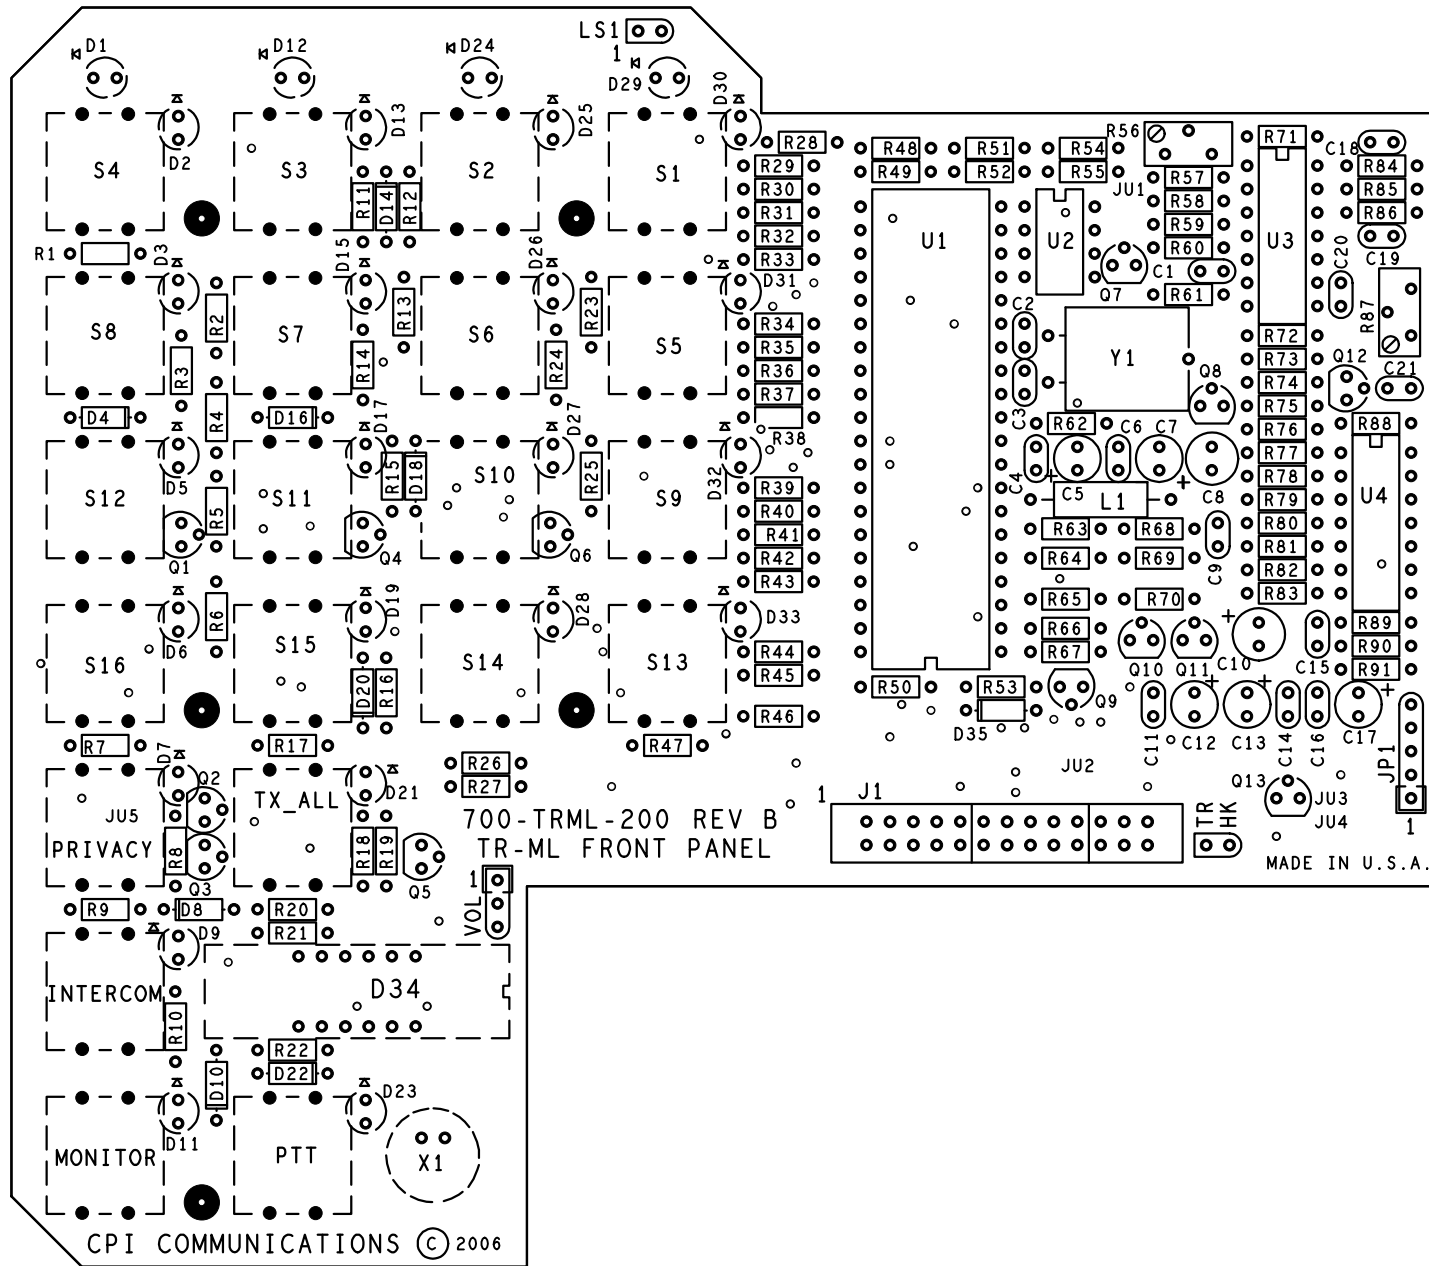 LS1
1
D1 D12 D24 D29 D30
D2 D13 D25
S4 S3 S2 S1
R28 R48 R51 R54 R56 R71 C18
R29 R49 R52 R55 R57 R84
R30 JU1 R58 R85
R11 D14 R12 R31 R59 R86
R32 U1 U2 R60 U3 C19
R1 D3 D15 D26 R33 C1 C20
D31 Q7 R61
R2 R13 R23 C2 R87
S8 S7 S6 S5 R34 R72
R3 R14 R24 R35 Y1 R73 Q12
R36 Q8 R74 C21
R4 R37 C3 R75
D4 D16 D17 D27 R38 R62 R76 R88
R15 D18 R25 D32 C4 C5 C6 C7 C8 R77
D5 S10 R78
S12 S11 S9 R39 L1 R79 U4
R5 R40 R80
Q1 Q4 Q6 R41 R63 R68 C9 R81
R42 R64 R69 R82
R43 R83
R6 D19 D28 D33 R65 R70
D6 S15 R66 R89
S16 S14 S13 R44 R67 Q10 Q11 C10 C15 R90
R45 R91
D20 R16 R50 R53 Q9
R46 D35 C11 C12 C13 C14 C16 C17
R7 D7 R17 R47
Q2 R26 JU2 JP1
D21 R27 Q13
JU5 TX_ALL 1 J1 JU3
700-TRML-200 REV B TR JU4
PRIVACY R8 R18 R19 TR-ML FRONT PANEL HK 1
MADE IN U.S.A.
Q3 Q5 1
R9 D8 R20 VOL
D9 R21
INTERCOM D34
R10
R22
D10 D22
D11 D23
MONITOR PTT X1
CPI COMMUNICATIONS © 2006